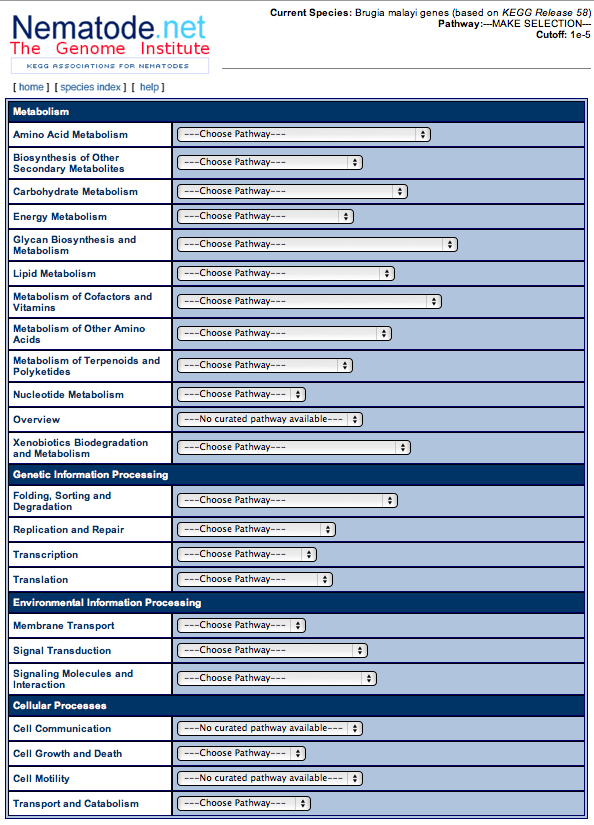 Nematode.net
The Genome Institute
KEGG ASSOCIATIONS FOR NEMATODES
Current Species: Brugia malayi genes (based on KEGG Release 58)
Pathway:---MAKE SELECTION---
Cutoff: 1e-5
[ home ] [ species index ] [ help ]
Metabolism
Amino Acid Metabolism ---Choose Pathway---
Biosynthesis of Other
Secondary Metabolites ---Choose Pathway---
Carbohydrate Metabolism ---Choose Pathway---
Energy Metabolism ---Choose Pathway---
Glycan Biosynthesis and
Metabolism ---Choose Pathway---
Lipid Metabolism ---Choose Pathway---
Metabolism of Cofactors and
Vitamins ---Choose Pathway---
Metabolism of Other Amino
Acids ---Choose Pathway---
Metabolism of Terpenoids and
Polyketides ---Choose Pathway---
Nucleotide Metabolism ---Choose Pathway---
Overview ---No curated pathway available---
Xenobiotics Biodegradation
and Metabolism ---Choose Pathway---
Genetic Information Processing
Folding, Sorting and
Degradation ---Choose Pathway---
Replication and Repair ---Choose Pathway---
Transcription ---Choose Pathway---
Translation ---Choose Pathway---
Environmental Information Processing
Membrane Transport ---Choose Pathway---
Signal Transduction ---Choose Pathway---
Signaling Molecules and
Interaction ---Choose Pathway---
Cellular Processes
Cell Communication ---No curated pathway available---
Cell Growth and Death ---Choose Pathway---
Cell Motility ---No curated pathway available---
Transport and Catabolism ---Choose Pathway---